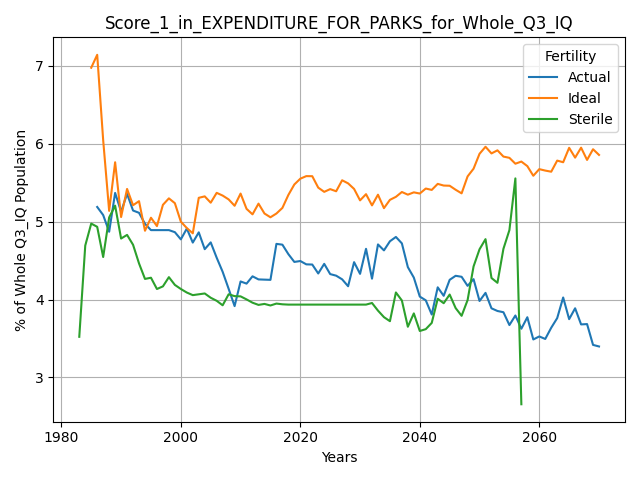 Score_1_in_EXPENDITURE_FOR_PARKS_for_Whole_Q3_IQ
Fertility
Actual
Ideal
Sterile
% of Whole Q3_IQ Population
7
6
5
4
3
1980 2000 2020 2040 2060
Years